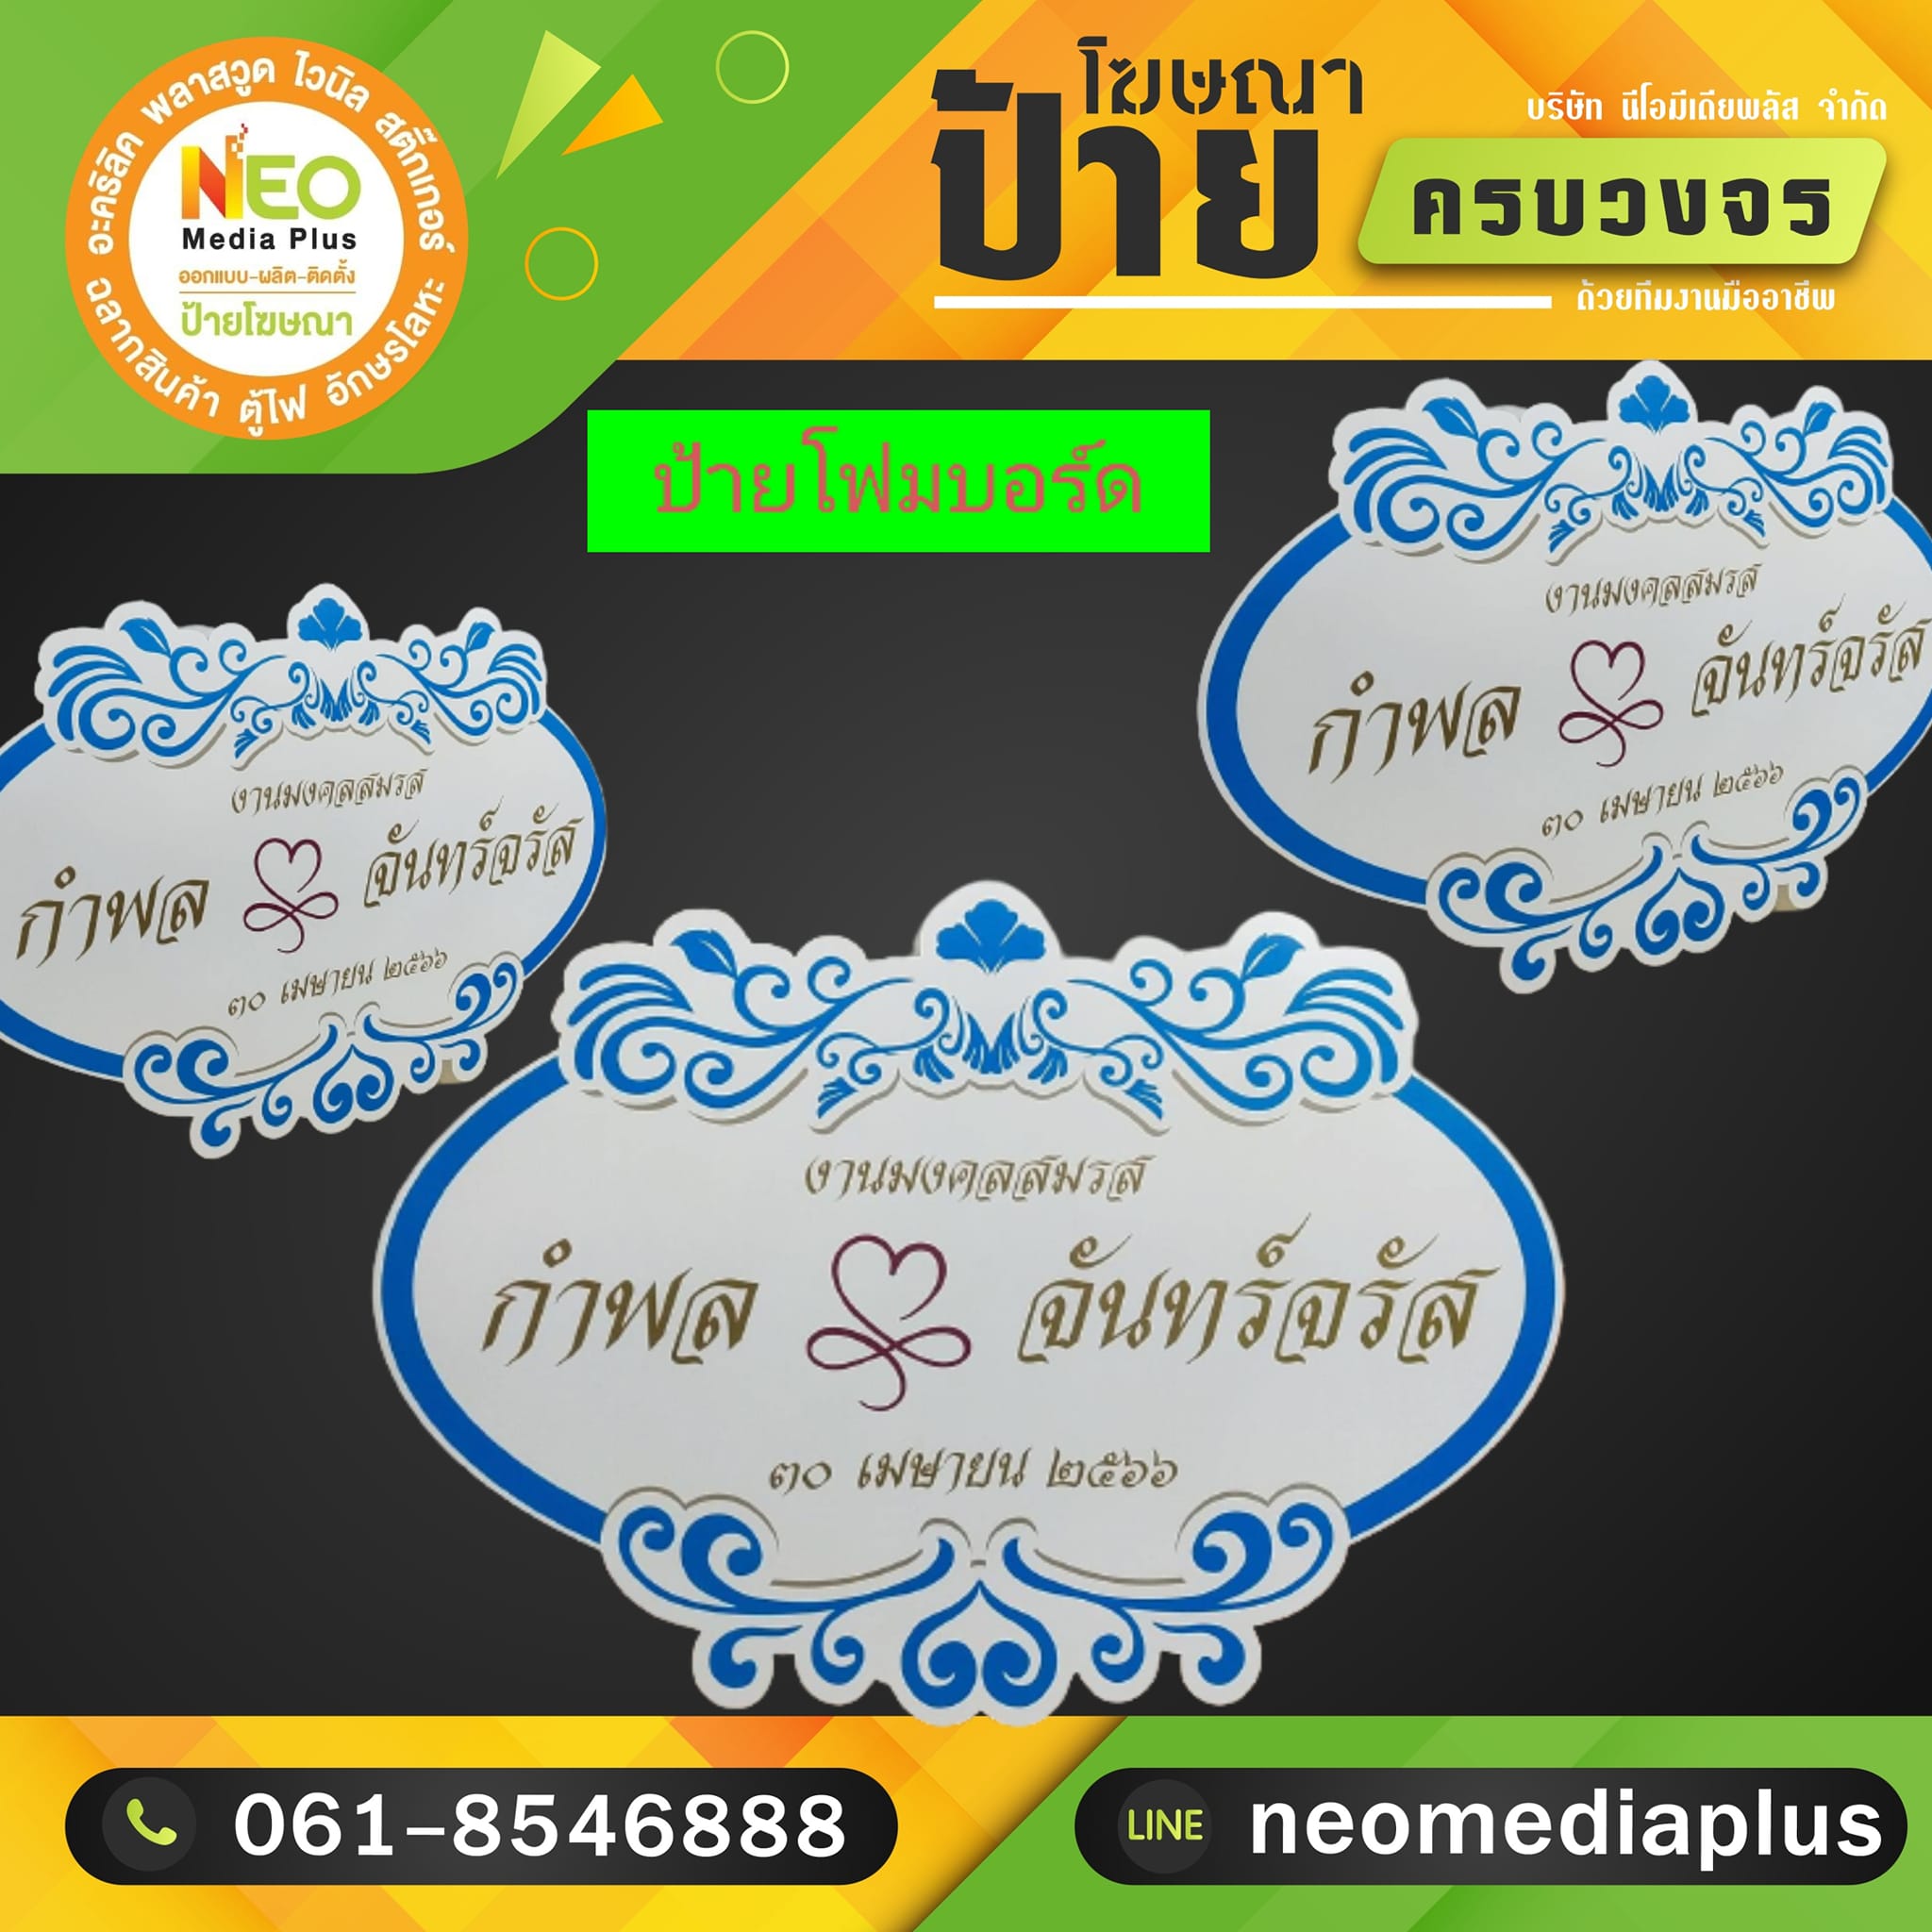 อะคริลิค พลาสวูด ไวนิล สติ๊กเกอร์
NEO
Media Plus
ออกแบบ-ผลิต-ติดตั้ง
ป้ายโฆษณา
ฉลากสินค้า ตู้ไฟ อักษรโลหะ
ป้าย
โฆษณา
บริษัท นีโอมีเดียพลัส จำกัด
ครบวงจร
ด้วยทีมงานมืออาชีพ
ป้ายโฟมบอร์ด
งานมงคลสมรส
กำพล จันทร์จรัส
๓๐ เมษายน ๒๕๖๖
งานมงคลสมรส
กำพล จันทร์จรัส
๓๐ เมษายน ๒๕๖๖
งานมงคลสมรส
กำพล จันทร์จรัส
๓๐ เมษายน ๒๕๖๖
061-8546888
LINE neomediaplus